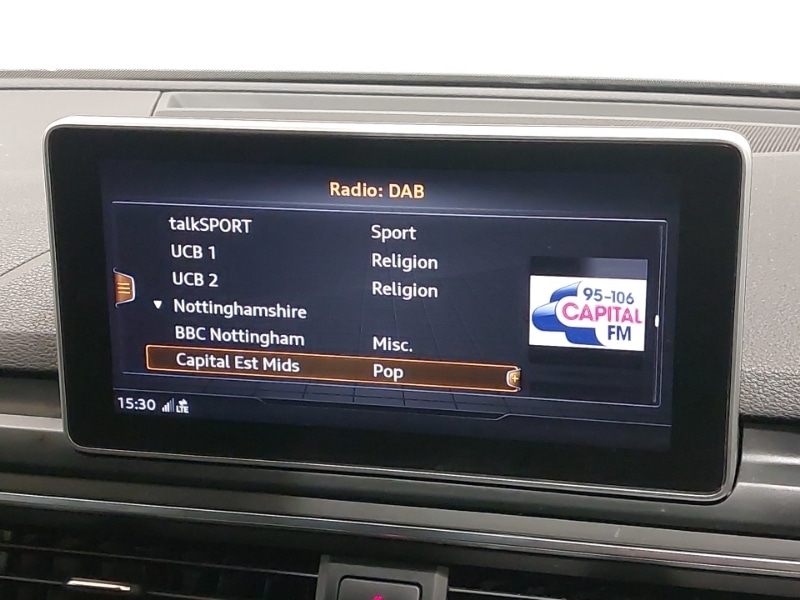 Radio: DAB
talkSPORT Sport
UCB 1 Religion
UCB 2 Religion
Nottinghamshire
BBC Nottingham Misc.
Capital Est Mids Pop
95-106
CAPITAL
FM
15:30 LTE